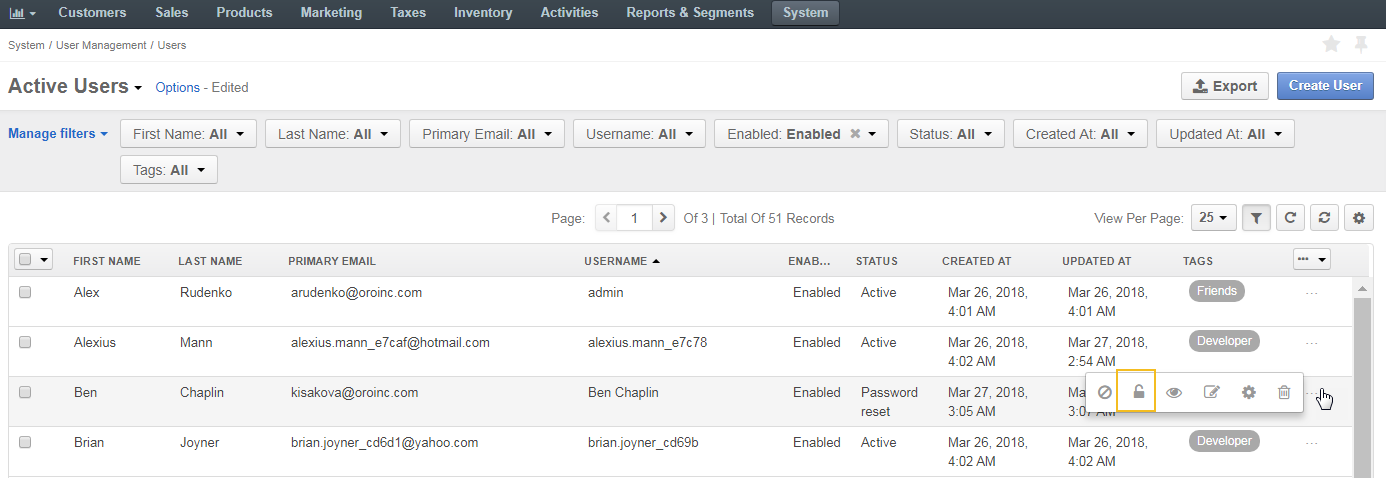 Customers Sales Products Marketing Taxes Inventory Activities Reports & Segments System
System / User Management / Users
Active Users Options - Edited Export Create User
Manage filters First Name: All Last Name: All Primary Email: All Username: All Enabled: Enabled Status: All Created At: All Updated At: All
Tags: All
Page: 1 Of 3 | Total Of 51 Records View Per Page: 25
FIRST NAME LAST NAME PRIMARY EMAIL USERNAME ENAB... STATUS CREATED AT UPDATED AT TAGS
Alex Rudenko arudenko@oroinc.com admin Enabled Active Mar 26, 2018, Mar 26, 2018, Friends
4:01 AM 4:01 AM
Alexius Mann alexius.mann_e7caf@hotmail.com alexius.mann_e7c78 Enabled Active Mar 26, 2018, Mar 27, 2018, Developer
4:02 AM 2:54 AM
Ben Chaplin kisakova@oroinc.com Ben Chaplin Enabled Password Mar 27, 2018,
reset 3:05 AM 3:07 AM
Brian Joyner brian.joyner_cd6d1@yahoo.com brian.joyner_cd69b Enabled Active Mar 26, 2018, Mar 26, 2018, Developer
4:02 AM 4:02 AM